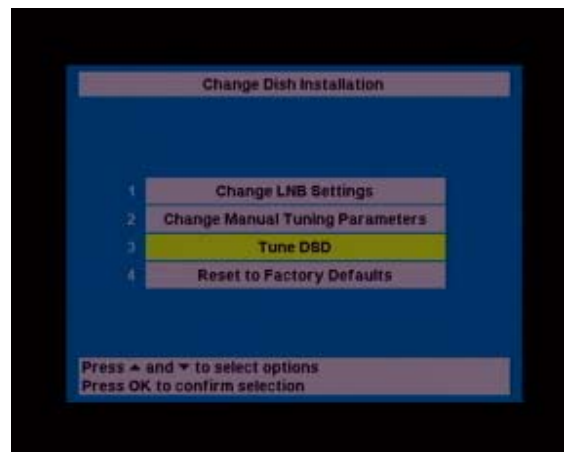 Change Dish Installation
1 Change LNB Settings
2 Change Manual Tuning Parameters
3 Tune DSD
4 Reset to Factory Defaults
Press ▲ and ▼ to select options
Press OK to confirm selection